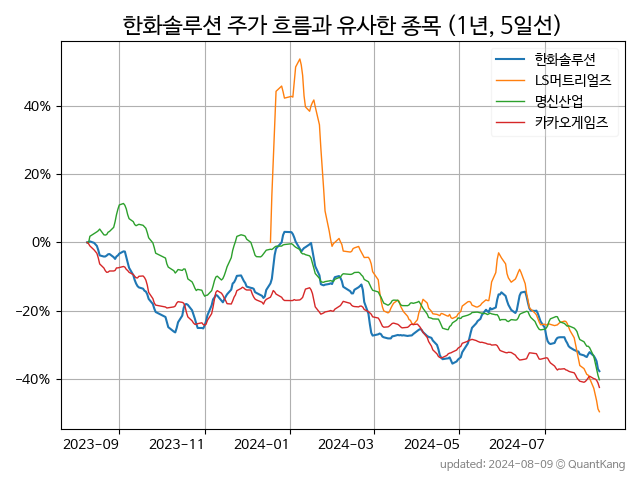 한화솔루션 주가 흐름과 유사한 종목 (1년, 5일선)
한화솔루션
LS머트리얼즈
명신산업
카카오게임즈
40%
20%
0%
−20%
−40%
2023-09 2023-11 2024-01 2024-03 2024-05 2024-07
updated: 2024-08-09 © QuantKang